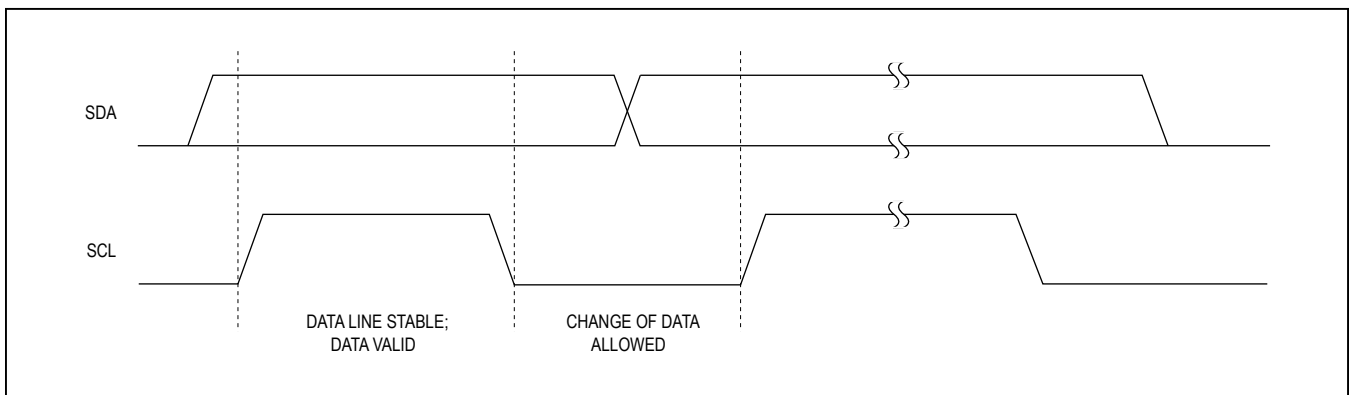 SDA
SCL
DATA LINE STABLE;
DATA VALID
CHANGE OF DATA
ALLOWED